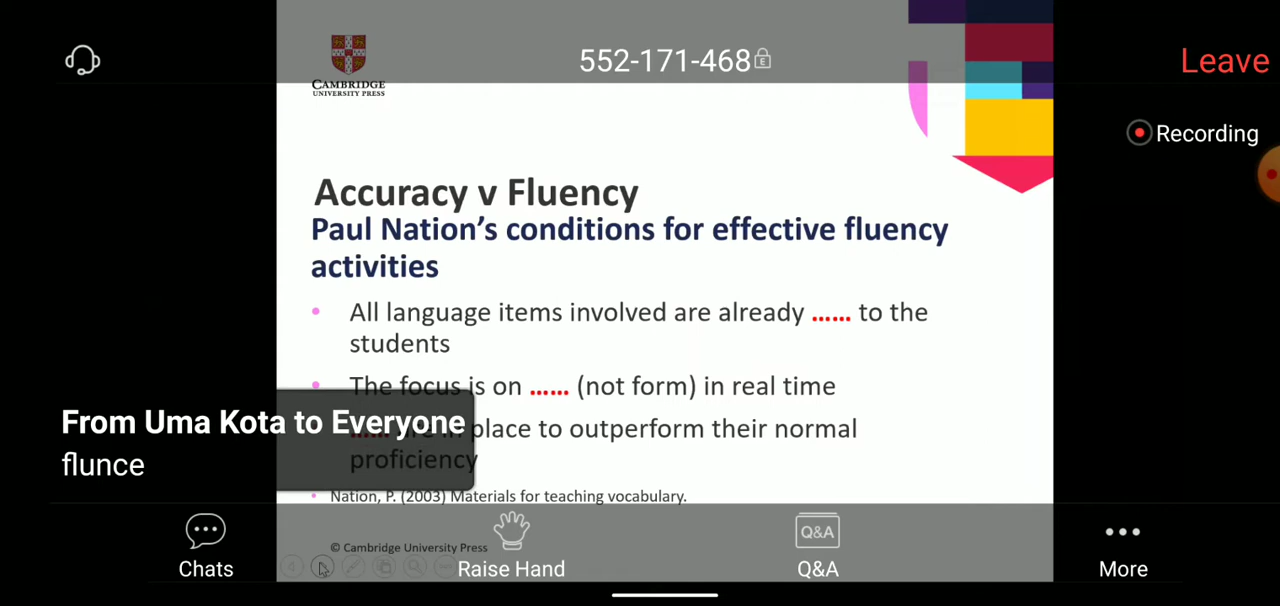 CAMBRIDGE
UNIVERSITY PRESS
552-171-468
Leave
Recording
Accuracy v Fluency
Paul Nation's conditions for effective fluency
activities
• All language items involved are already ...... to the
students
• The focus is on ...... (not form) in real time
...... are in place to outperform their normal
proficiency
From Uma Kota to Everyone
flunce
• Nation, P. (2003) Materials for teaching vocabulary.
© Cambridge University Press
Chats
Raise Hand
Q&A
Q&A
More